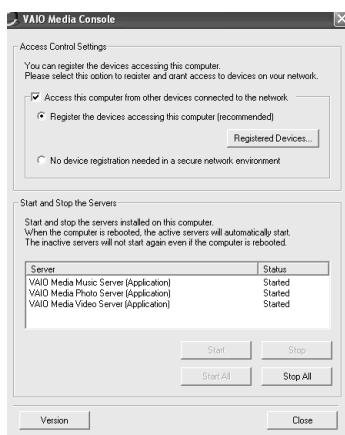 VAIO Media Console
Access Control Settings
You can register the devices accessing this computer.
Please select this option to register and grant access to devices on your network.
Access this computer from other devices connected to the network
Register the devices accessing this computer (recommended)
Registered Devices...
No device registration needed in a secure network environment
Start and Stop the Servers
Start and stop the servers installed on this computer.
When the computer is rebooted, the active servers will automatically start.
The inactive servers will not start again even if the computer is rebooted.
Server Status
VAIO Media Music Server (Application) Started
VAIO Media Photo Server (Application) Started
VAIO Media Video Server (Application) Started
Start Stop
Start All Stop All
Version Close